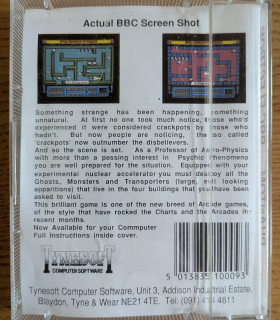 Actual BBC Screen Shot
Something strange has been happening, something
unnatural. At first no one took much notice, those who'd
experienced it were considered crackpots by those who
hadn't. But now people are noticing, the so called
'crackpots' now outnumber the disbelievers.
And so the scene is set. As a Professor of Aero-Physics
with more than a passing interest in Psychic Phenomena
you are well prepared for the situation. Equipped with your
experimental nuclear accelerator you must destroy all the
Ghosts, Monsters and Transporters (large, evil looking
apparitions) that live in the four buildings that you have been
asked to visit.
This brilliant game is one of the new breed of Arcade games,
of the style that have rocked the Charts and the Arcades in
recent months.
Now Available for your Commputer
Full Instructions inside cover.
TYNESOFT
COMPUTER SOFTWARE
5 013835 100093
Tynesoft Computer Software, Unit 3, Addison Industrial Estate,
Blaydon, Tyne & Wear NE21 4TE. Tel: (091) 414 4611